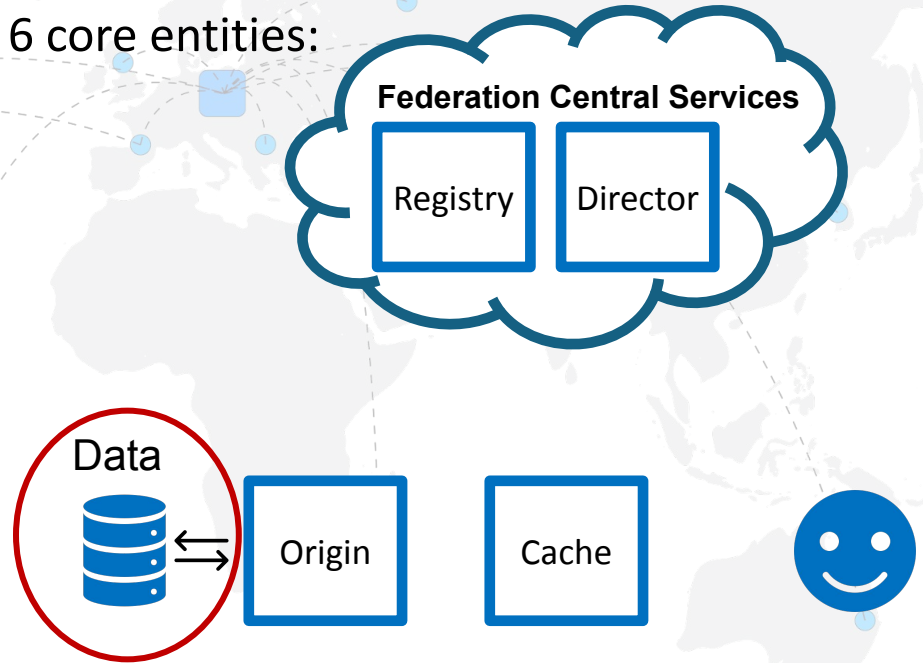 6 core entities:
Federation Central Services
Registry
Director
Data
Origin
Cache